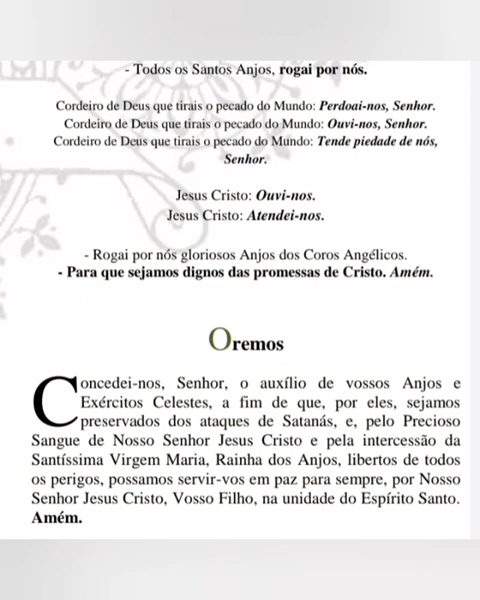 - Todos os Santos Anjos, rogai por nós.
Cordeiro de Deus que tirais o pecado do Mundo: Perdoai-nos, Senhor.
Cordeiro de Deus que tirais o pecado do Mundo: Ouvi-nos, Senhor.
Cordeiro de Deus que tirais o pecado do Mundo: Tende piedade de nós,
Senhor.
Jesus Cristo: Ouvi-nos.
Jesus Cristo: Atendei-nos.
- Rogai por nós gloriosos Anjos dos Coros Angélicos.
- Para que sejamos dignos das promessas de Cristo. Amém.
Oremos
Concedei-nos, Senhor, o auxílio de vossos Anjos e
Exércitos Celestes, a fim de que, por eles, sejamos
preservados dos ataques de Satanás, e, pelo Precioso
Sangue de Nosso Senhor Jesus Cristo e pela intercessão da
Santíssima Virgem Maria, Rainha dos Anjos, libertos de todos
os perigos, possamos servir-vos em paz para sempre, por Nosso
Senhor Jesus Cristo, Vosso Filho, na unidade do Espírito Santo.
Amém.